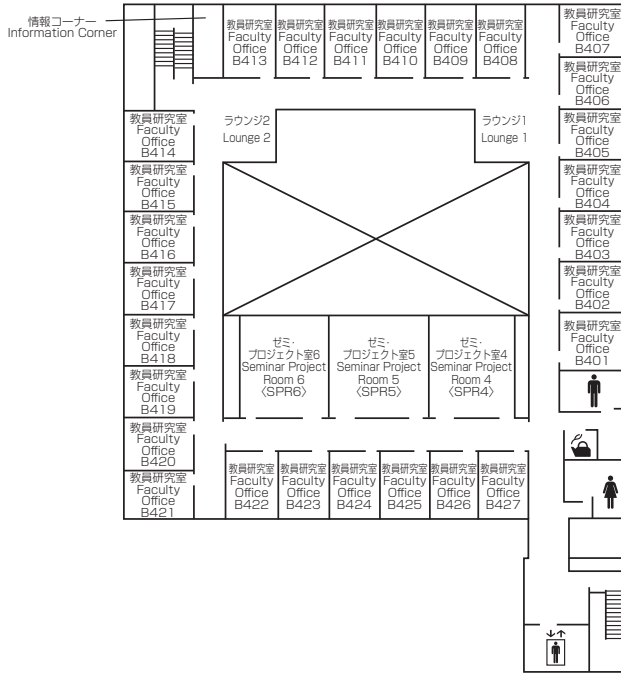 情報コーナー
Information Corner
教員研究室
Faculty
Office
B413
教員研究室
Faculty
Office
B412
教員研究室
Faculty
Office
B411
教員研究室
Faculty
Office
B410
教員研究室
Faculty
Office
B409
教員研究室
Faculty
Office
B408
教員研究室
Faculty
Office
B407
教員研究室
Faculty
Office
B406
教員研究室
Faculty
Office
B405
教員研究室
Faculty
Office
B404
教員研究室
Faculty
Office
B403
教員研究室
Faculty
Office
B402
教員研究室
Faculty
Office
B401
ラウンジ2
Lounge 2
ラウンジ1
Lounge 1
教員研究室
Faculty
Office
B414
教員研究室
Faculty
Office
B415
教員研究室
Faculty
Office
B416
教員研究室
Faculty
Office
B417
教員研究室
Faculty
Office
B418
教員研究室
Faculty
Office
B419
教員研究室
Faculty
Office
B420
教員研究室
Faculty
Office
B421
ゼミ・
プロジェクト室6
Seminar Project
Room 6
〈SPR6〉
ゼミ・
プロジェクト室5
Seminar Project
Room 5
〈SPR5〉
ゼミ・
プロジェクト室4
Seminar Project
Room 4
〈SPR4〉
教員研究室
Faculty
Office
B422
教員研究室
Faculty
Office
B423
教員研究室
Faculty
Office
B424
教員研究室
Faculty
Office
B425
教員研究室
Faculty
Office
B426
教員研究室
Faculty
Office
B427